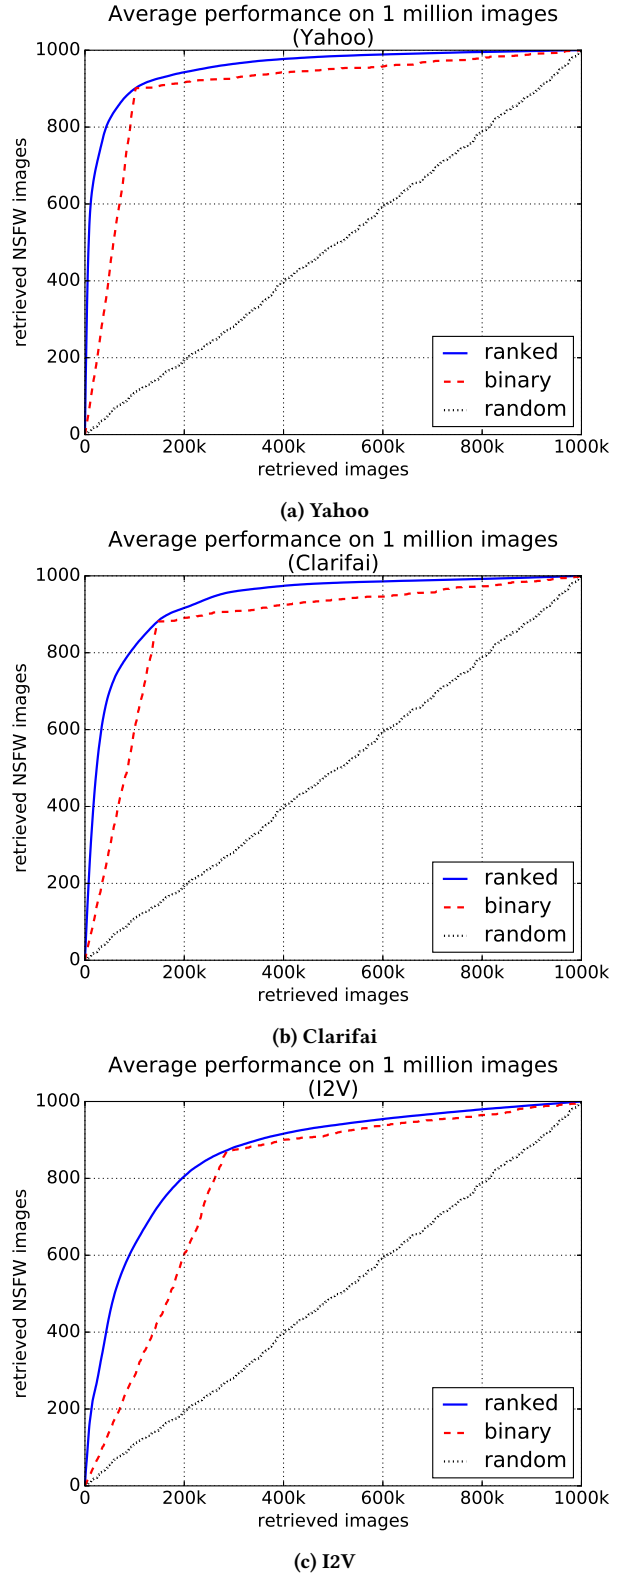 Average performance on 1 million images
(Yahoo)
1000
800
600
400
200
0
retrieved NSFW images
ranked
binary
random
0 200k 400k 600k 800k 1000k
retrieved images
(a) Yahoo
Average performance on 1 million images
(Clarifai)
1000
800
600
400
200
0
retrieved NSFW images
ranked
binary
random
0 200k 400k 600k 800k 1000k
retrieved images
(b) Clarifai
Average performance on 1 million images
(I2V)
1000
800
600
400
200
0
retrieved NSFW images
ranked
binary
random
0 200k 400k 600k 800k 1000k
retrieved images
(c) I2V